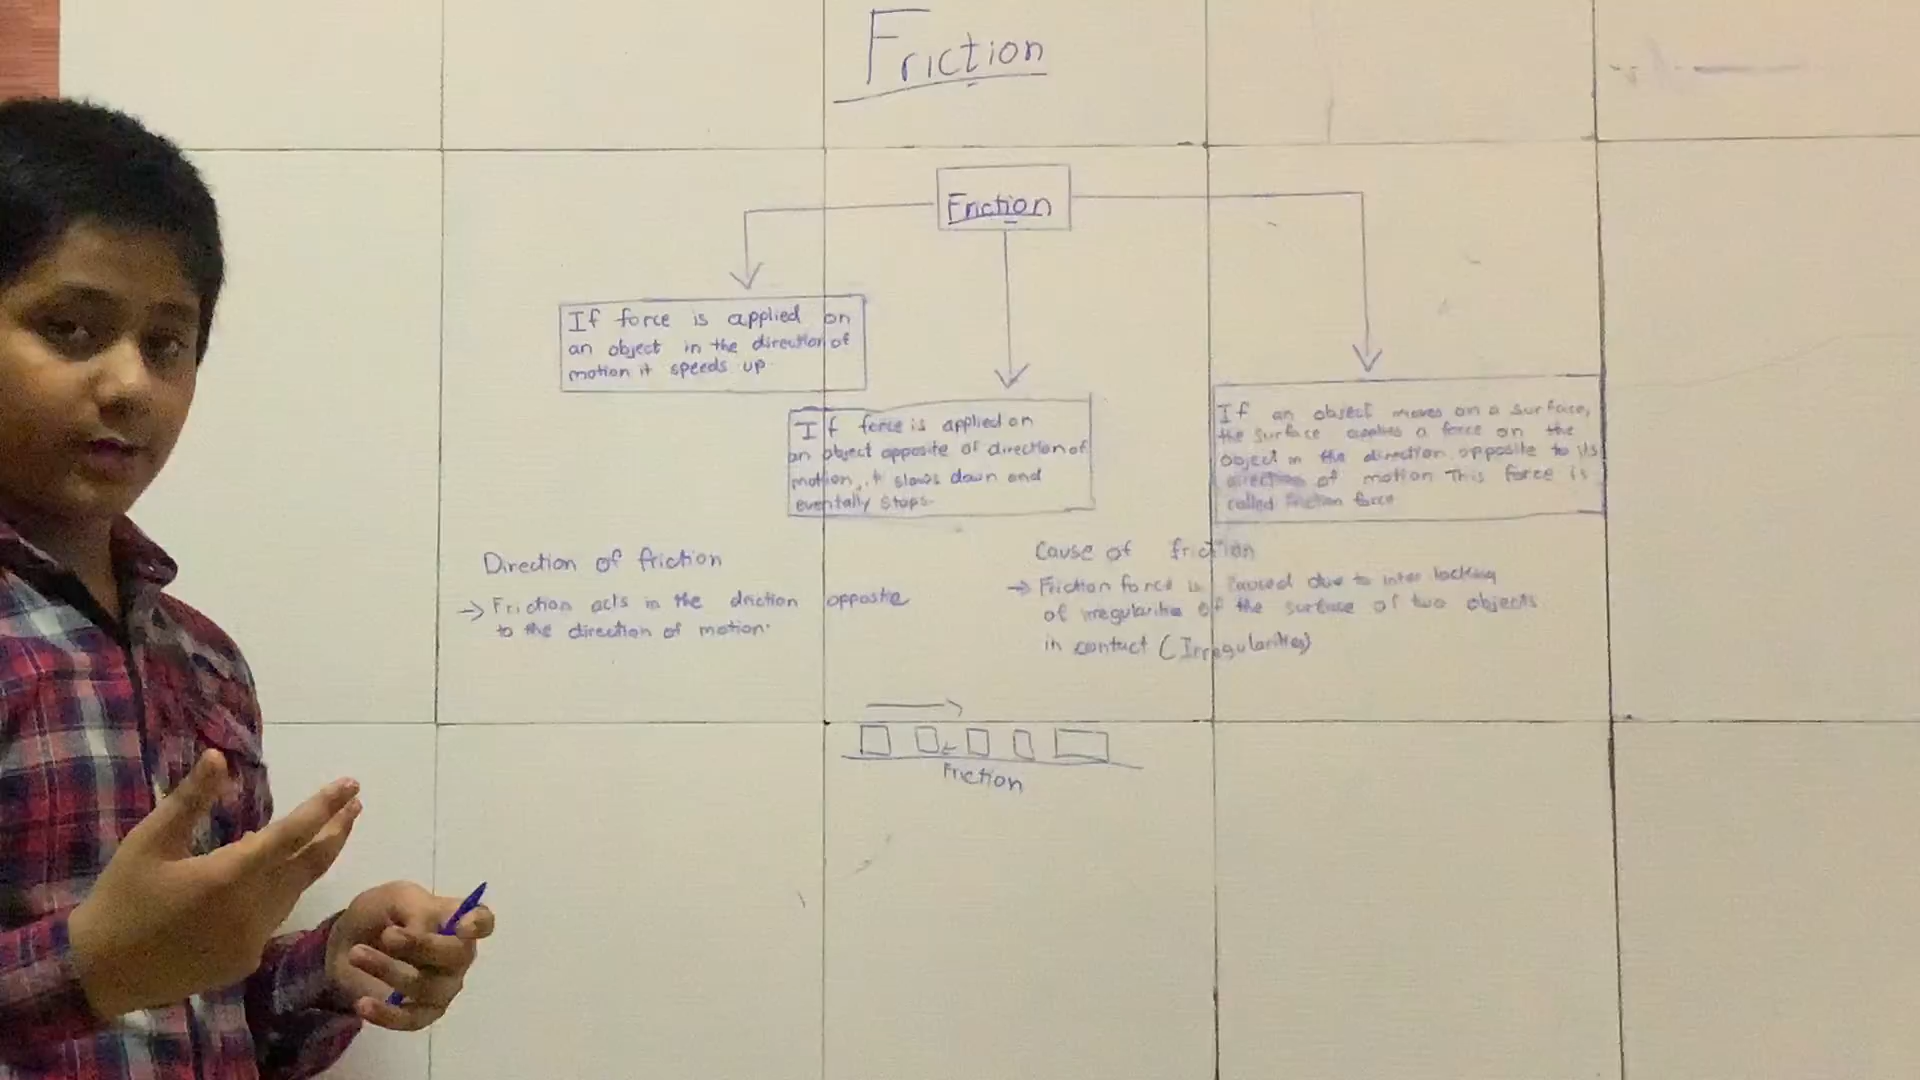 Friction
Friction
If force is applied on
an object in the direction of
motion it speeds up.
If force is applied on
an object opposite of direction of
motion, it slows down and
eventally stops.
If an object moves on a surface,
the surface applies a force on the
object in the direction opposite to its
direction of motion This force is
called friction force
Direction of friction
→ Friction acts in the driction opposite
to the direction of motion.
Cause of friction
→ Friction force is caused due to inter locking
of irregularities of the surface of two objects
in contact (Irregularities)
Friction